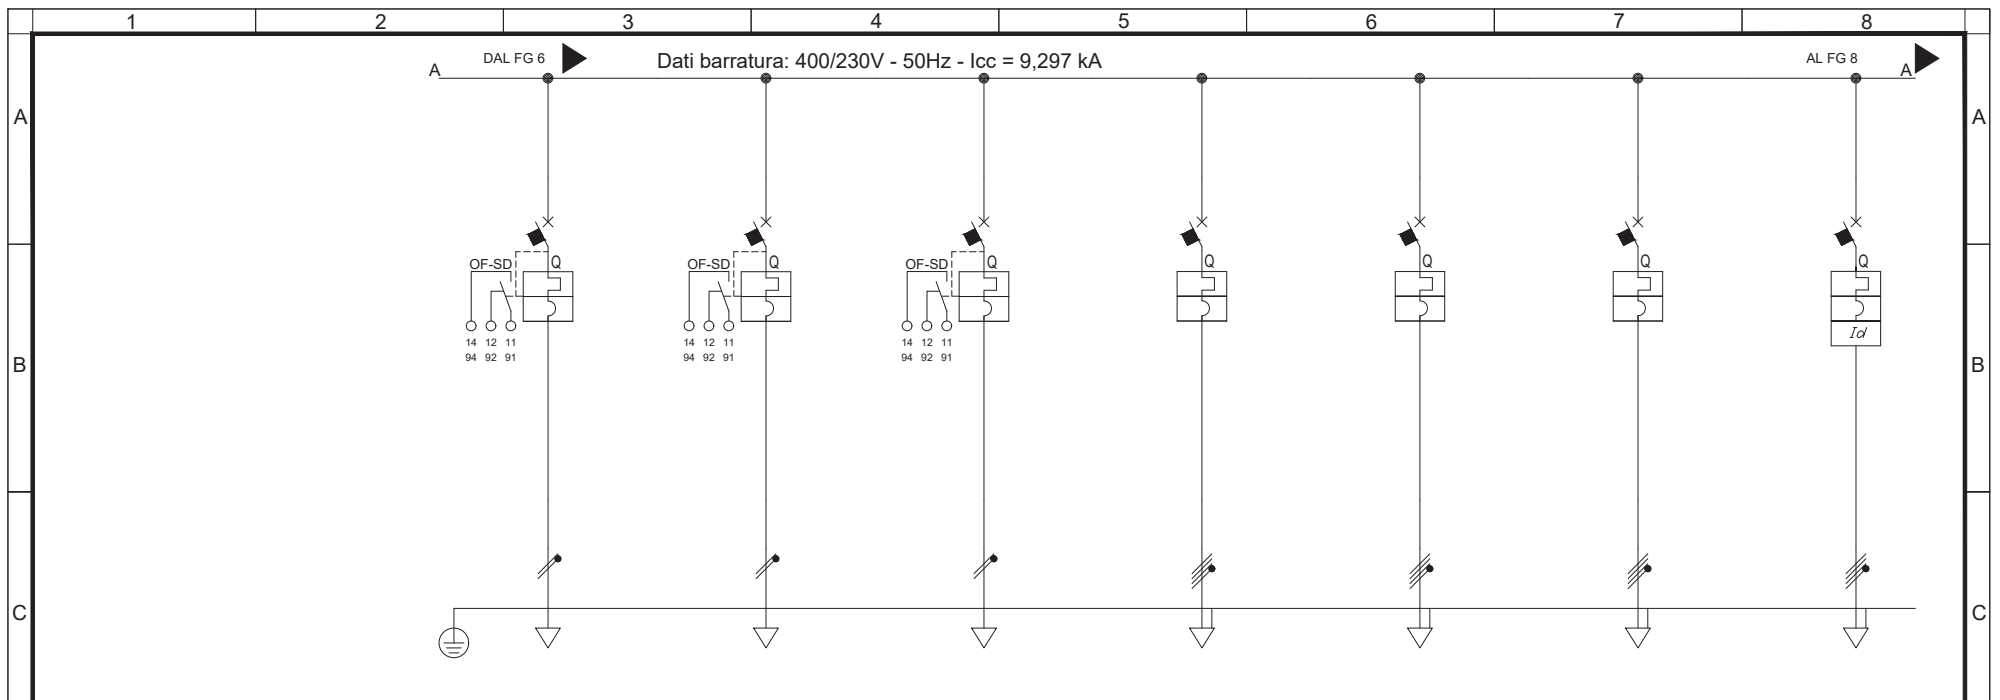 1 2 3 4 5 6 7 8
DAL FG 6 Dati barratura: 400/230V - 50Hz - Icc = 9,297 kA AL FG 8
A A
A A
OF-SD Q OF-SD Q OF-SD Q Q Q Q Q
Id
14 12 11 14 12 11 14 12 11
94 92 91 94 92 91 94 92 91
B B
C C